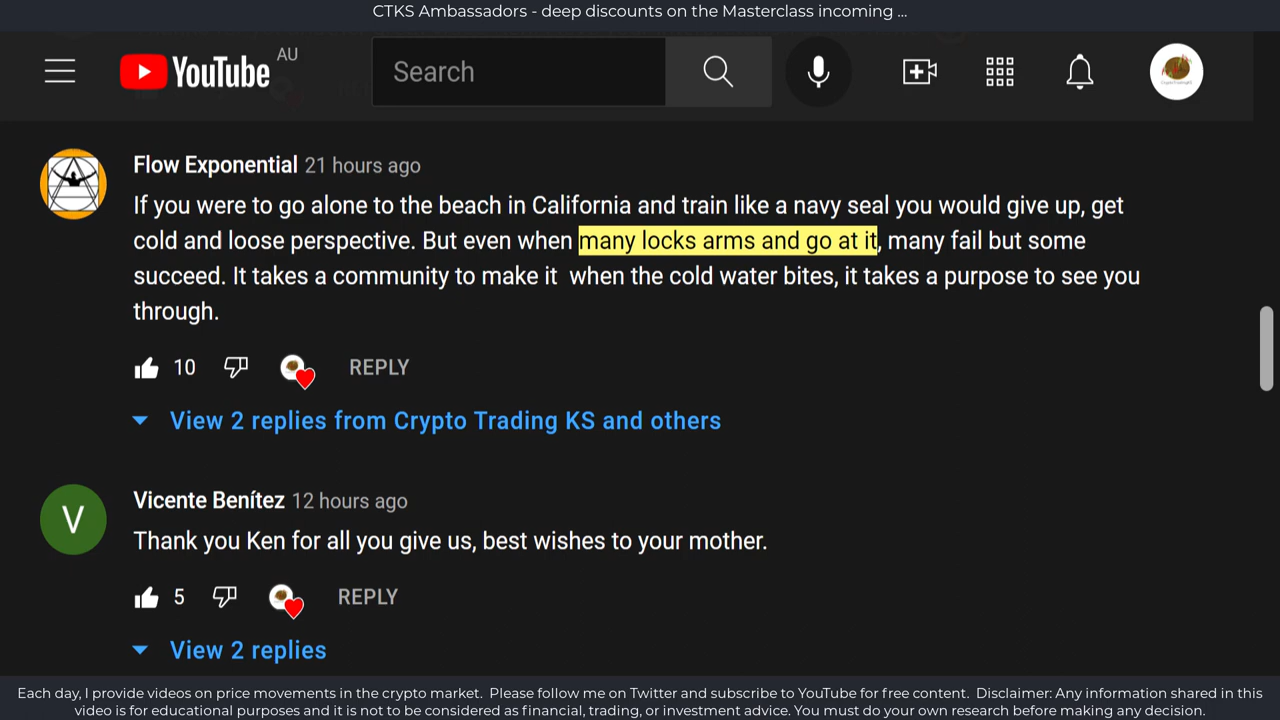 CTKS Ambassadors - deep discounts on the Masterclass incoming ...
YouTube AU
Search
Flow Exponential 21 hours ago
If you were to go alone to the beach in California and train like a navy seal you would give up, get
cold and loose perspective. But even when many locks arms and go at it, many fail but some
succeed. It takes a community to make it  when the cold water bites, it takes a purpose to see you
through.
10 REPLY
View 2 replies from Crypto Trading KS and others
V
Vicente Benítez 12 hours ago
Thank you Ken for all you give us, best wishes to your mother.
5 REPLY
View 2 replies
Each day, I provide videos on price movements in the crypto market.  Please follow me on Twitter and subscribe to YouTube for free content.  Disclaimer: Any information shared in this
video is for educational purposes and it is not to be considered as financial, trading, or investment advice. You must do your own research before making any decision.